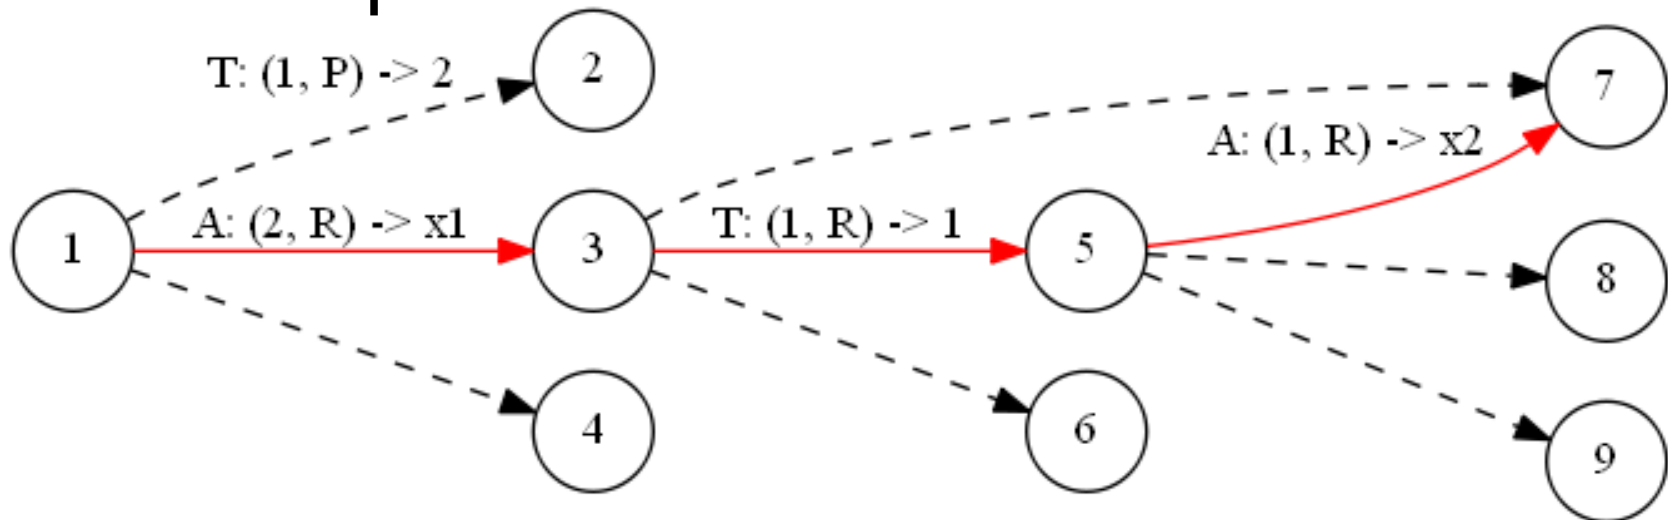 T: (1, P) -> 2
2
7
A: (1, R) -> x2
1
A: (2, R) -> x1
3
T: (1, R) -> 1
5
8
4
6
9